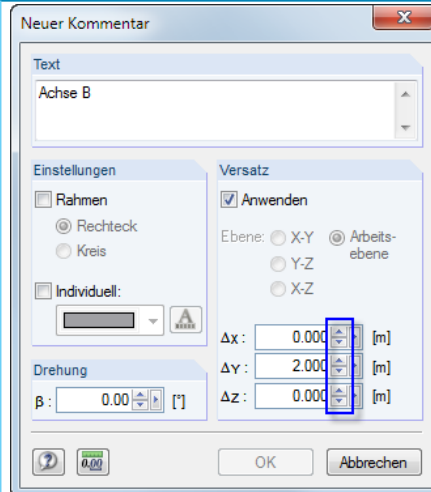 Neuer Kommentar
Text
Achse B
Einstellungen
Rahmen
Rechteck
Kreis
Individuell:
A
Drehung
β : 0.00 [°]
Versatz
Anwenden
Ebene: X-Y Arbeits-
ebene
Y-Z
X-Z
ΔX : 0.000 [m]
ΔY : 2.000 [m]
ΔZ : 0.000 [m]
0.00
OK Abbrechen